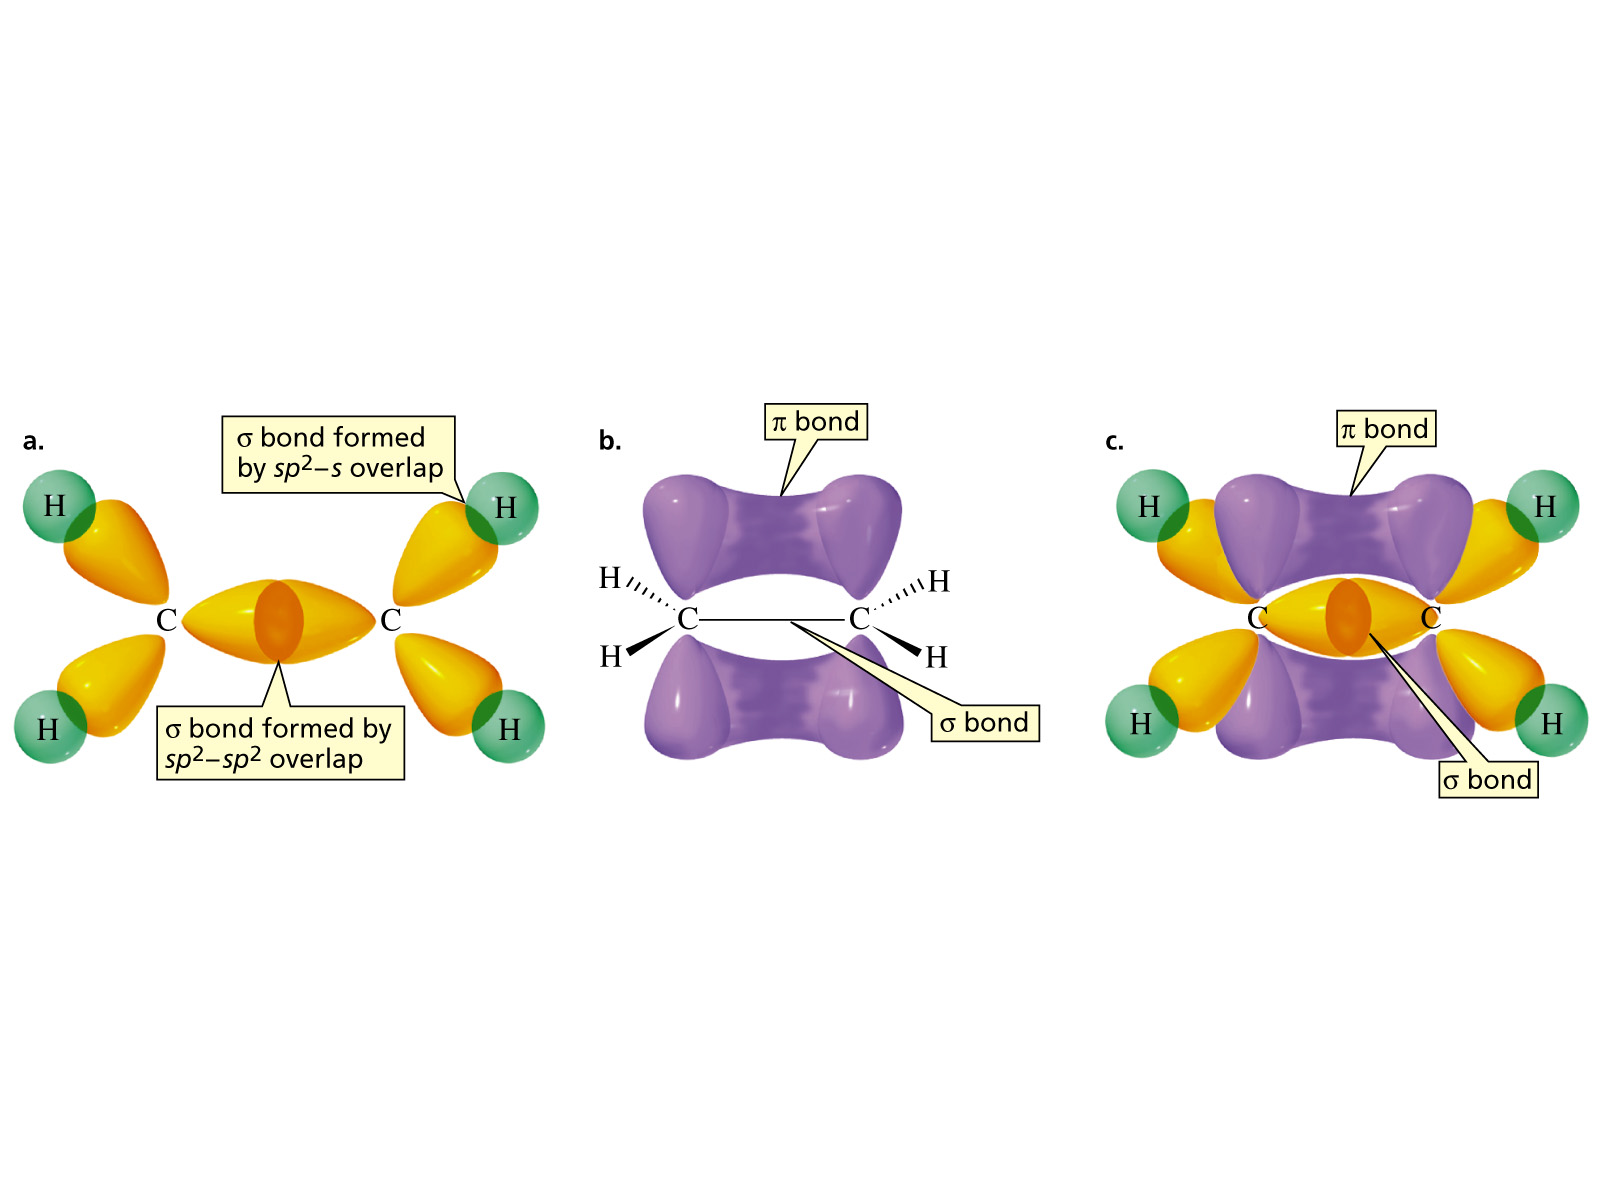 a.
σ bond formed
by sp²–s overlap
H
H
C
C
H
H
σ bond formed by
sp²–sp² overlap
b.
π bond
H
H
C
C
H
H
σ bond
c.
π bond
H
H
C
C
H
H
σ bond